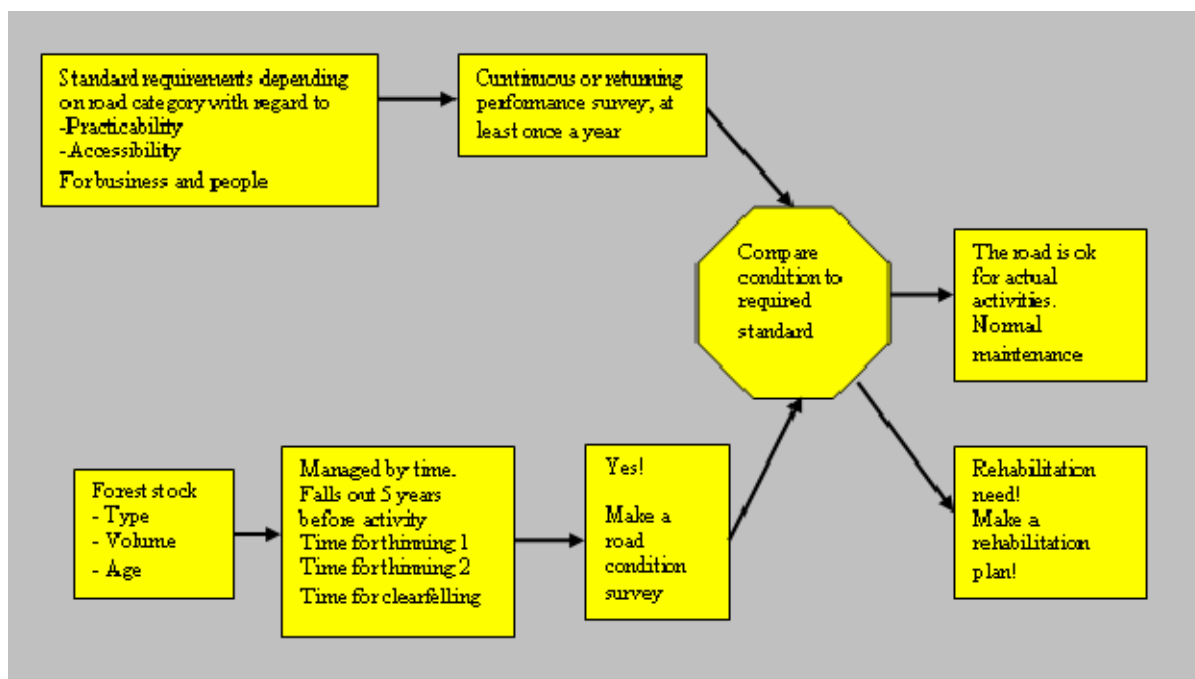 Standard requirements depending
on road category with regard to
-Practicability
-Accessibility
For business and people
Cuntinuous or returning
performance survey, at
least once a year
Compare
condition to
required
standard
The road is ok
for actual
activities.
Normal
maintenance
Forest stock
- Type
- Volume
- Age
Managed by time.
Falls out 5 years
before activity
Time for thinning 1
Time for thinning 2
Time for clearfelling
Yes!
Make a
road
condition
survey
Rehabilitation
need!
Make a
rehabilitation
plan!